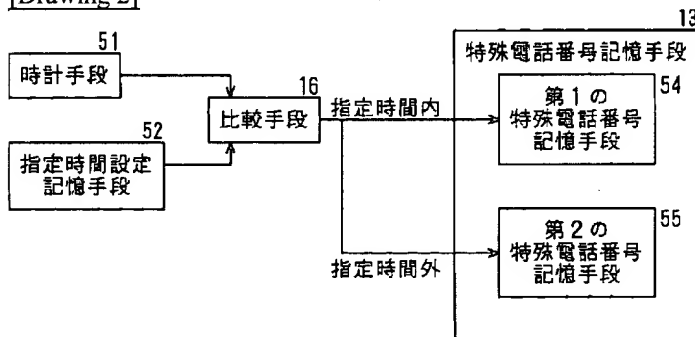 [Drawing 2]
51
時計手段
52
指定時間設定
記憶手段
16
比較手段
指定時間内
指定時間外
13
特殊電話番号記憶手段
54
第1の
特殊電話番号
記憶手段
55
第2の
特殊電話番号
記憶手段